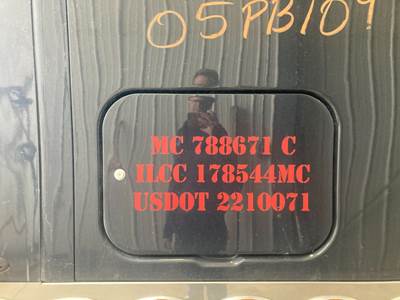 05PB109
MC 788671 C
ILCC 178544MC
USDOT 2210071